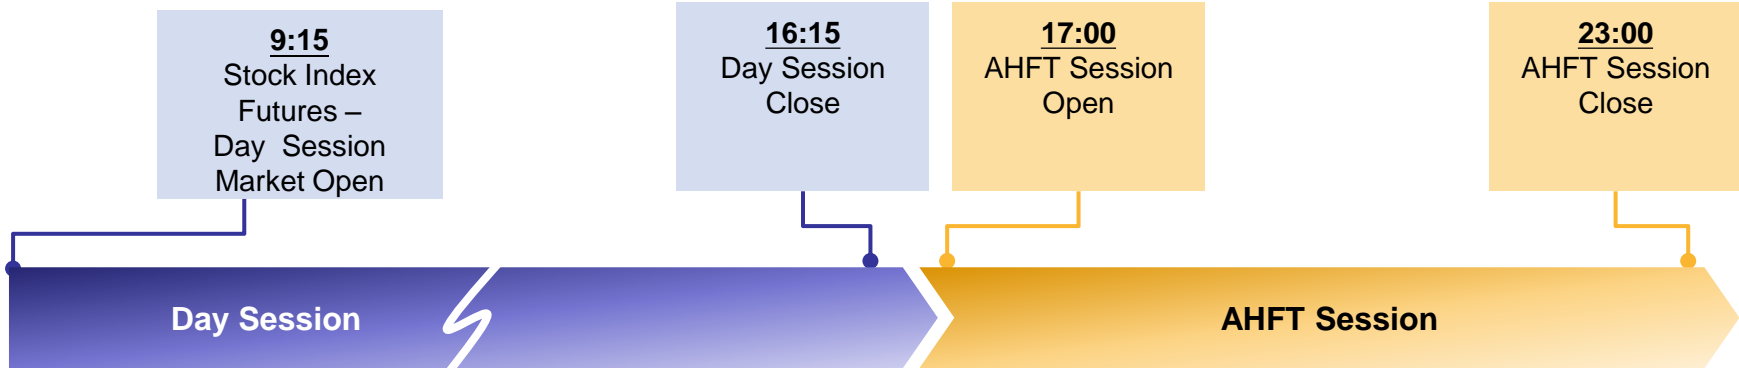 9:15
Stock Index
Futures –
Day Session
Market Open
16:15
Day Session
Close
17:00
AHFT Session
Open
23:00
AHFT Session
Close
Day Session
AHFT Session